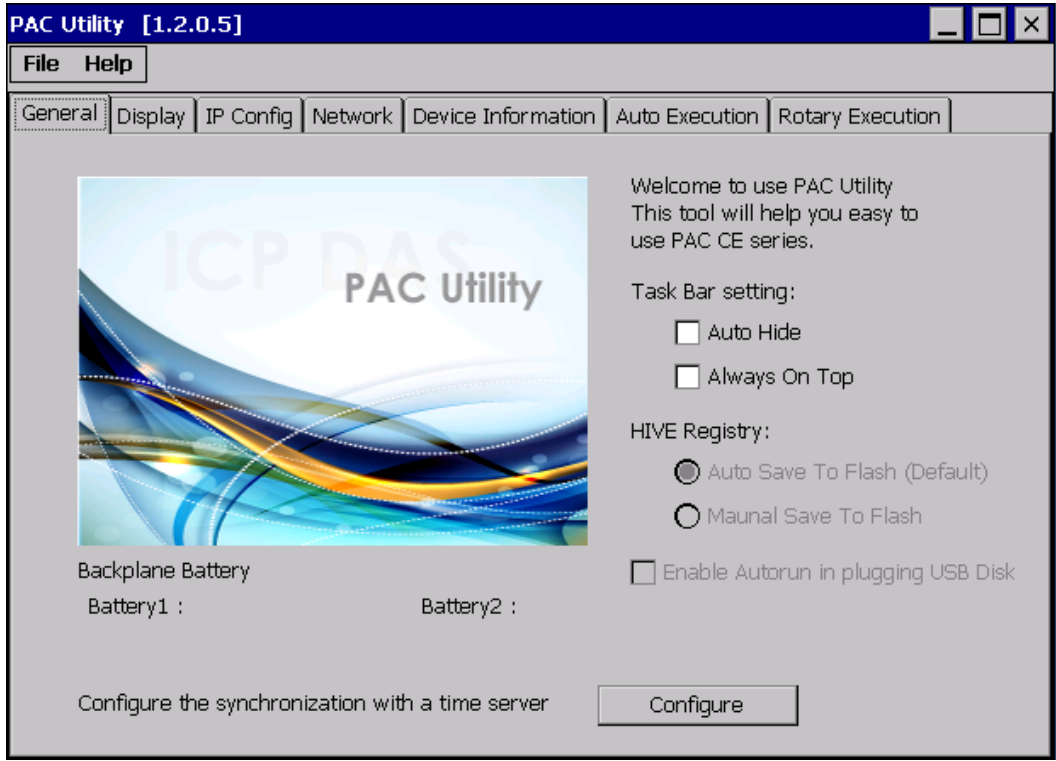 PAC Utility [1.2.0.5]
File Help
General Display IP Config Network Device Information Auto Execution Rotary Execution
ICP DAS
PAC Utility
Welcome to use PAC Utility
This tool will help you easy to
use PAC CE series.
Task Bar setting:
Auto Hide
Always On Top
HIVE Registry:
Auto Save To Flash (Default)
Maunal Save To Flash
Enable Autorun in plugging USB Disk
Backplane Battery
Battery1 : Battery2 :
Configure the synchronization with a time server Configure